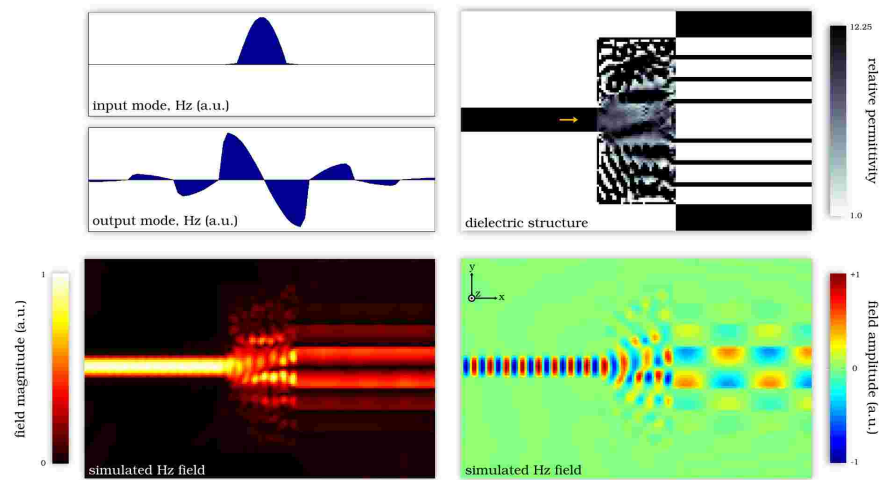 input mode, Hz (a.u.)
output mode, Hz (a.u.)
dielectric structure
12.25
relative permittivity
1.0
1
field magnitude (a.u.)
0
0
simulated Hz field
y
z
x
simulated Hz field
+1
field amplitude (a.u.)
-1